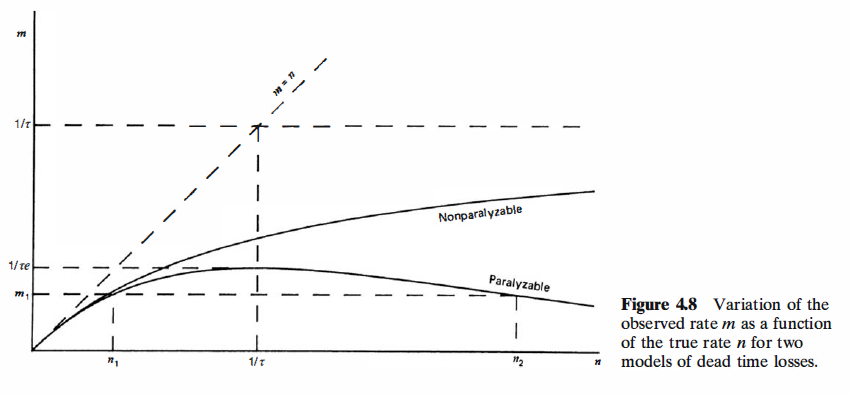 m
m = n
1/τ
Nonparalyzable
1/τe
Paralyzable
m₁
n₁
1/τ
n₂
n
Figure 4.8 Variation of the
observed rate m as a function
of the true rate n for two
models of dead time losses.